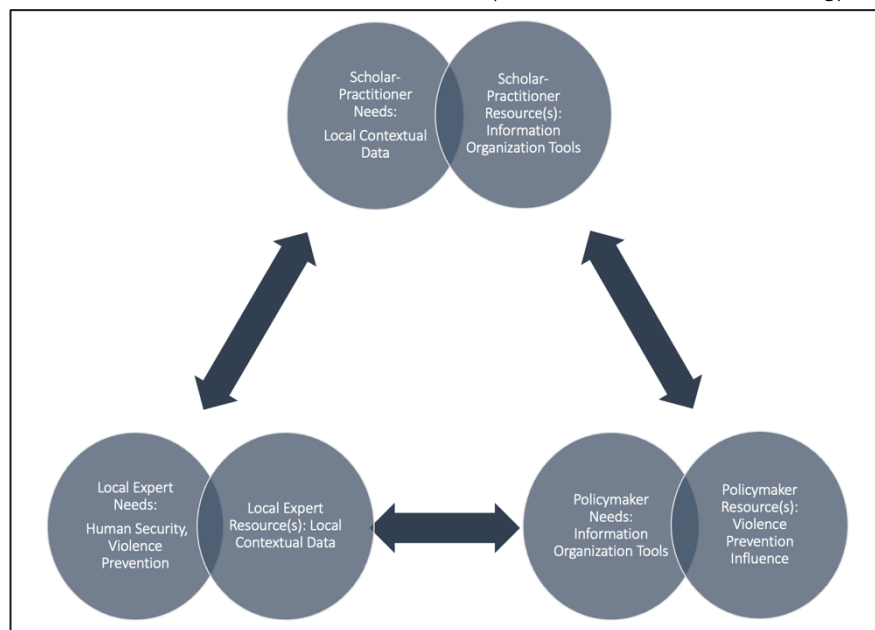 Scholar-
Practitioner
Needs:
Local Contextual
Data
Scholar-
Practitioner
Resource(s):
Information
Organization Tools
Local Expert
Needs:
Human Security,
Violence
Prevention
Local Expert
Resource(s): Local
Contextual Data
Policymaker
Needs:
Information
Organization Tools
Policymaker
Resource(s):
Violence
Prevention
Influence